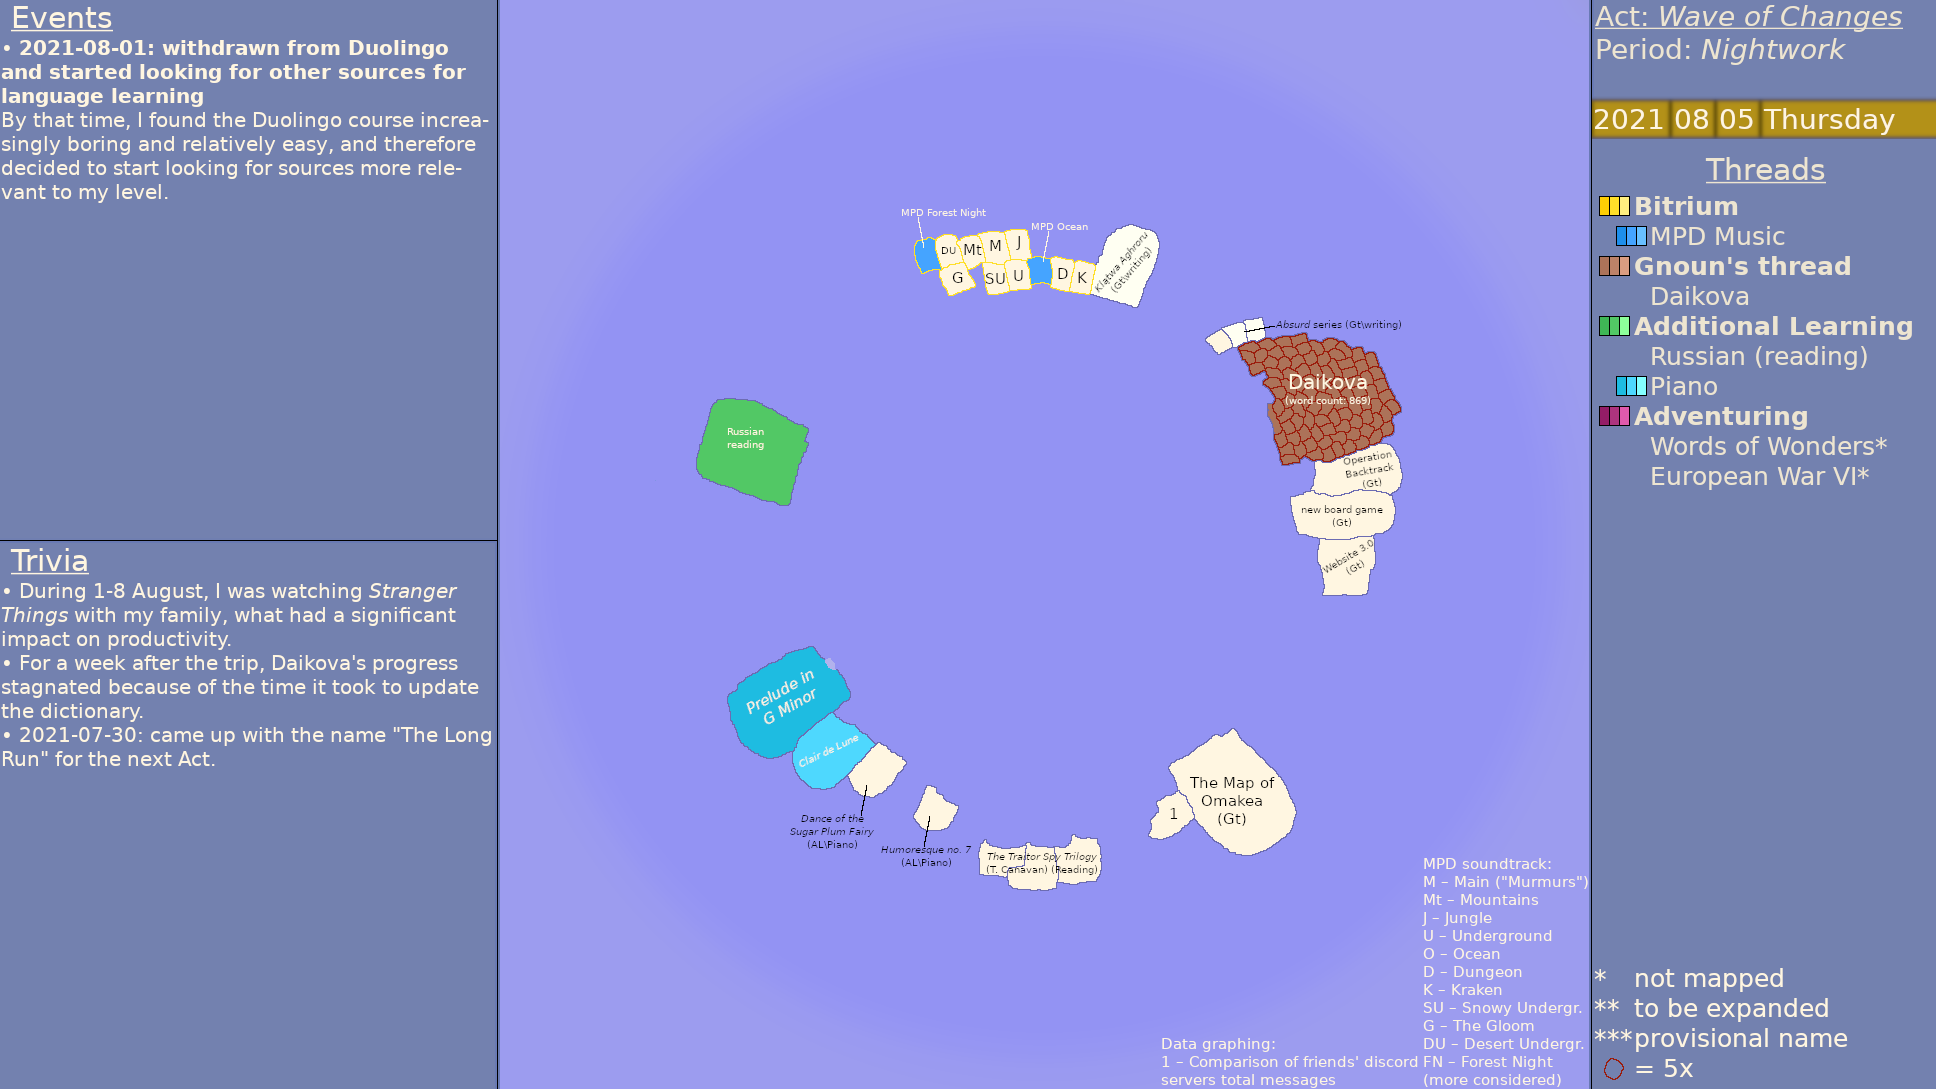 Events
• 2021-08-01: withdrawn from Duolingo
and started looking for other sources for
language learning
By that time, I found the Duolingo course increa-
singly boring and relatively easy, and therefore
decided to start looking for sources more rele-
vant to my level.
Trivia
• During 1-8 August, I was watching Stranger
Things with my family, what had a significant
impact on productivity.
• For a week after the trip, Daikova's progress
stagnated because of the time it took to update
the dictionary.
• 2021-07-30: came up with the name "The Long
Run" for the next Act.
MPD Forest Night
MPD Ocean
DU
Mt
M
J
G
SU
U
D
K
Klątwa Aghroru
(Gt\writing)
Absurd series (Gt\writing)
Daikova
(word count: 869)
Operation
Backtrack
(Gt)
new board game
(Gt)
Website 3.0
(Gt)
Russian
reading
Prelude in
G Minor
Clair de Lune
Dance of the
Sugar Plum Fairy
(AL\Piano)
Humoresque no. 7
(AL\Piano)
The Traitor Spy Trilogy
(T. Canavan) (Reading)
The Map of
Omakea
(Gt)
1
Data graphing:
1 – Comparison of friends' discord
servers total messages
MPD soundtrack:
M – Main ("Murmurs")
Mt – Mountains
J – Jungle
U – Underground
O – Ocean
D – Dungeon
K – Kraken
SU – Snowy Undergr.
G – The Gloom
DU – Desert Undergr.
FN – Forest Night
(more considered)
Act: Wave of Changes
Period: Nightwork
2021 08 05 Thursday
Threads
Bitrium
MPD Music
Gnoun's thread
Daikova
Additional Learning
Russian (reading)
Piano
Adventuring
Words of Wonders*
European War VI*
* not mapped
** to be expanded
*** provisional name
= 5x